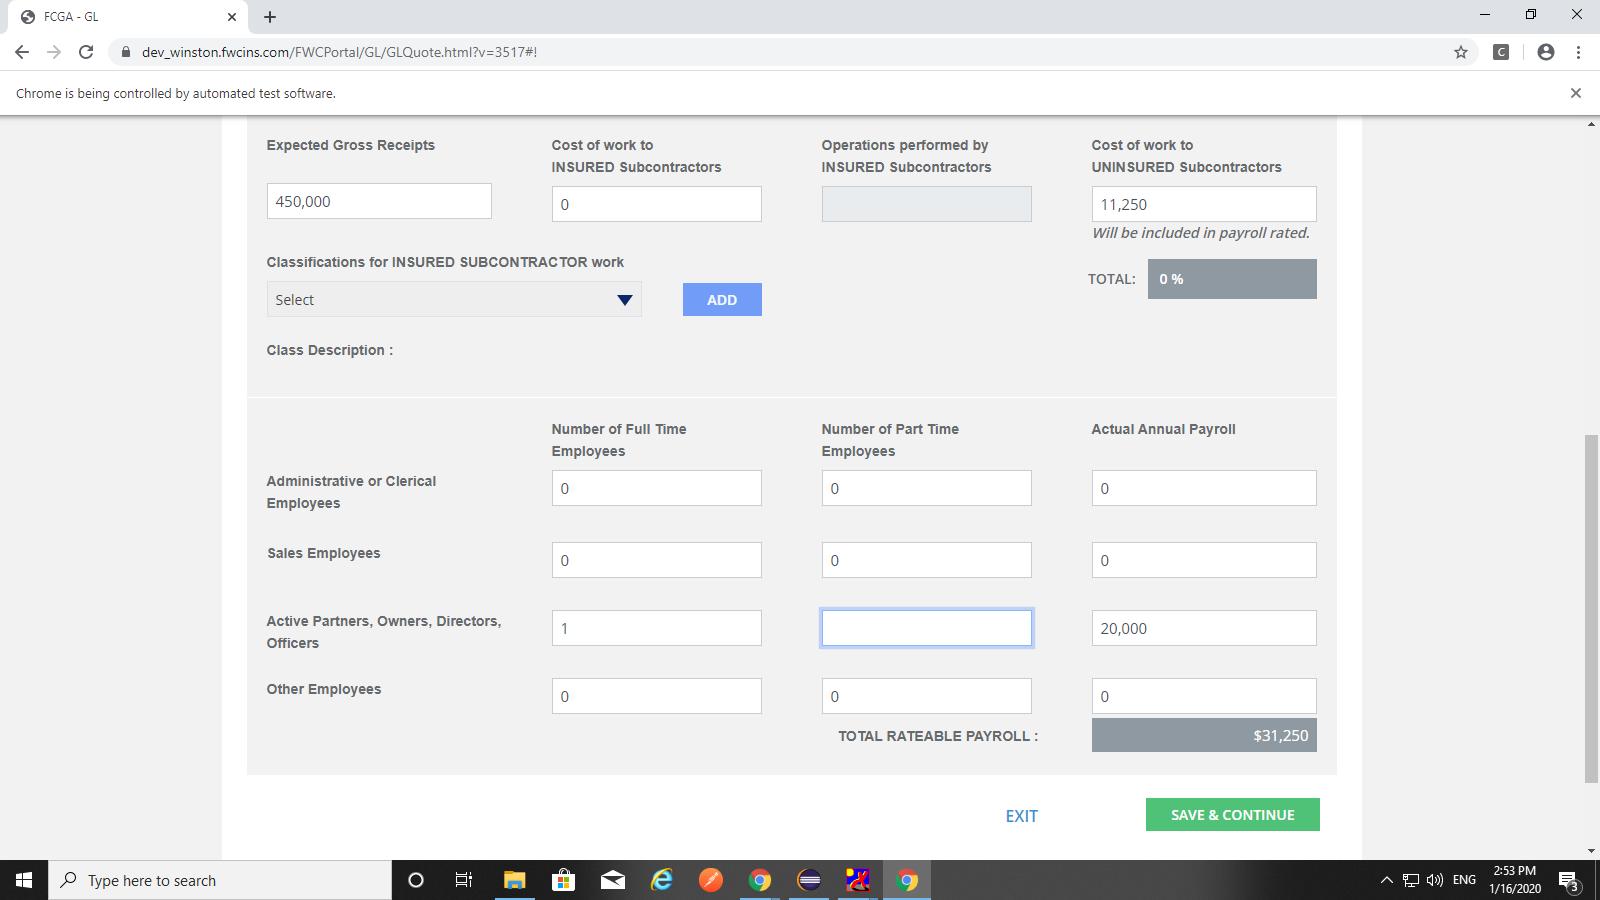 FCGA - GL
dev_winston.fwcins.com/FWCPortal/GL/GLQuote.html?v=3517#!
C
Chrome is being controlled by automated test software.
Expected Gross Receipts
Cost of work to
INSURED Subcontractors
Operations performed by
INSURED Subcontractors
Cost of work to
UNINSURED Subcontractors
450,000
0
11,250
Will be included in payroll rated.
Classifications for INSURED SUBCONTRACTOR work
TOTAL:
0 %
Select
ADD
Class Description :
Number of Full Time
Employees
Number of Part Time
Employees
Actual Annual Payroll
Administrative or Clerical
Employees
0
0
0
Sales Employees
0
0
0
Active Partners, Owners, Directors,
Officers
1
20,000
Other Employees
0
0
0
TOTAL RATEABLE PAYROLL :
$31,250
EXIT
SAVE & CONTINUE
Type here to search
ENG
2:53 PM
1/16/2020
3